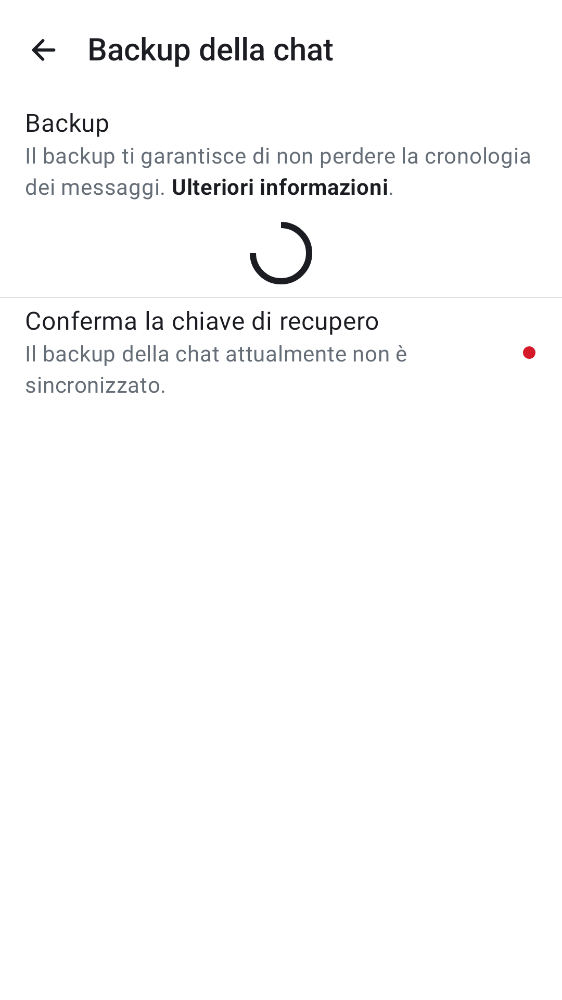 Backup della chat
Backup
Il backup ti garantisce di non perdere la cronologia
dei messaggi. Ulteriori informazioni.
Conferma la chiave di recupero
Il backup della chat attualmente non è
sincronizzato.